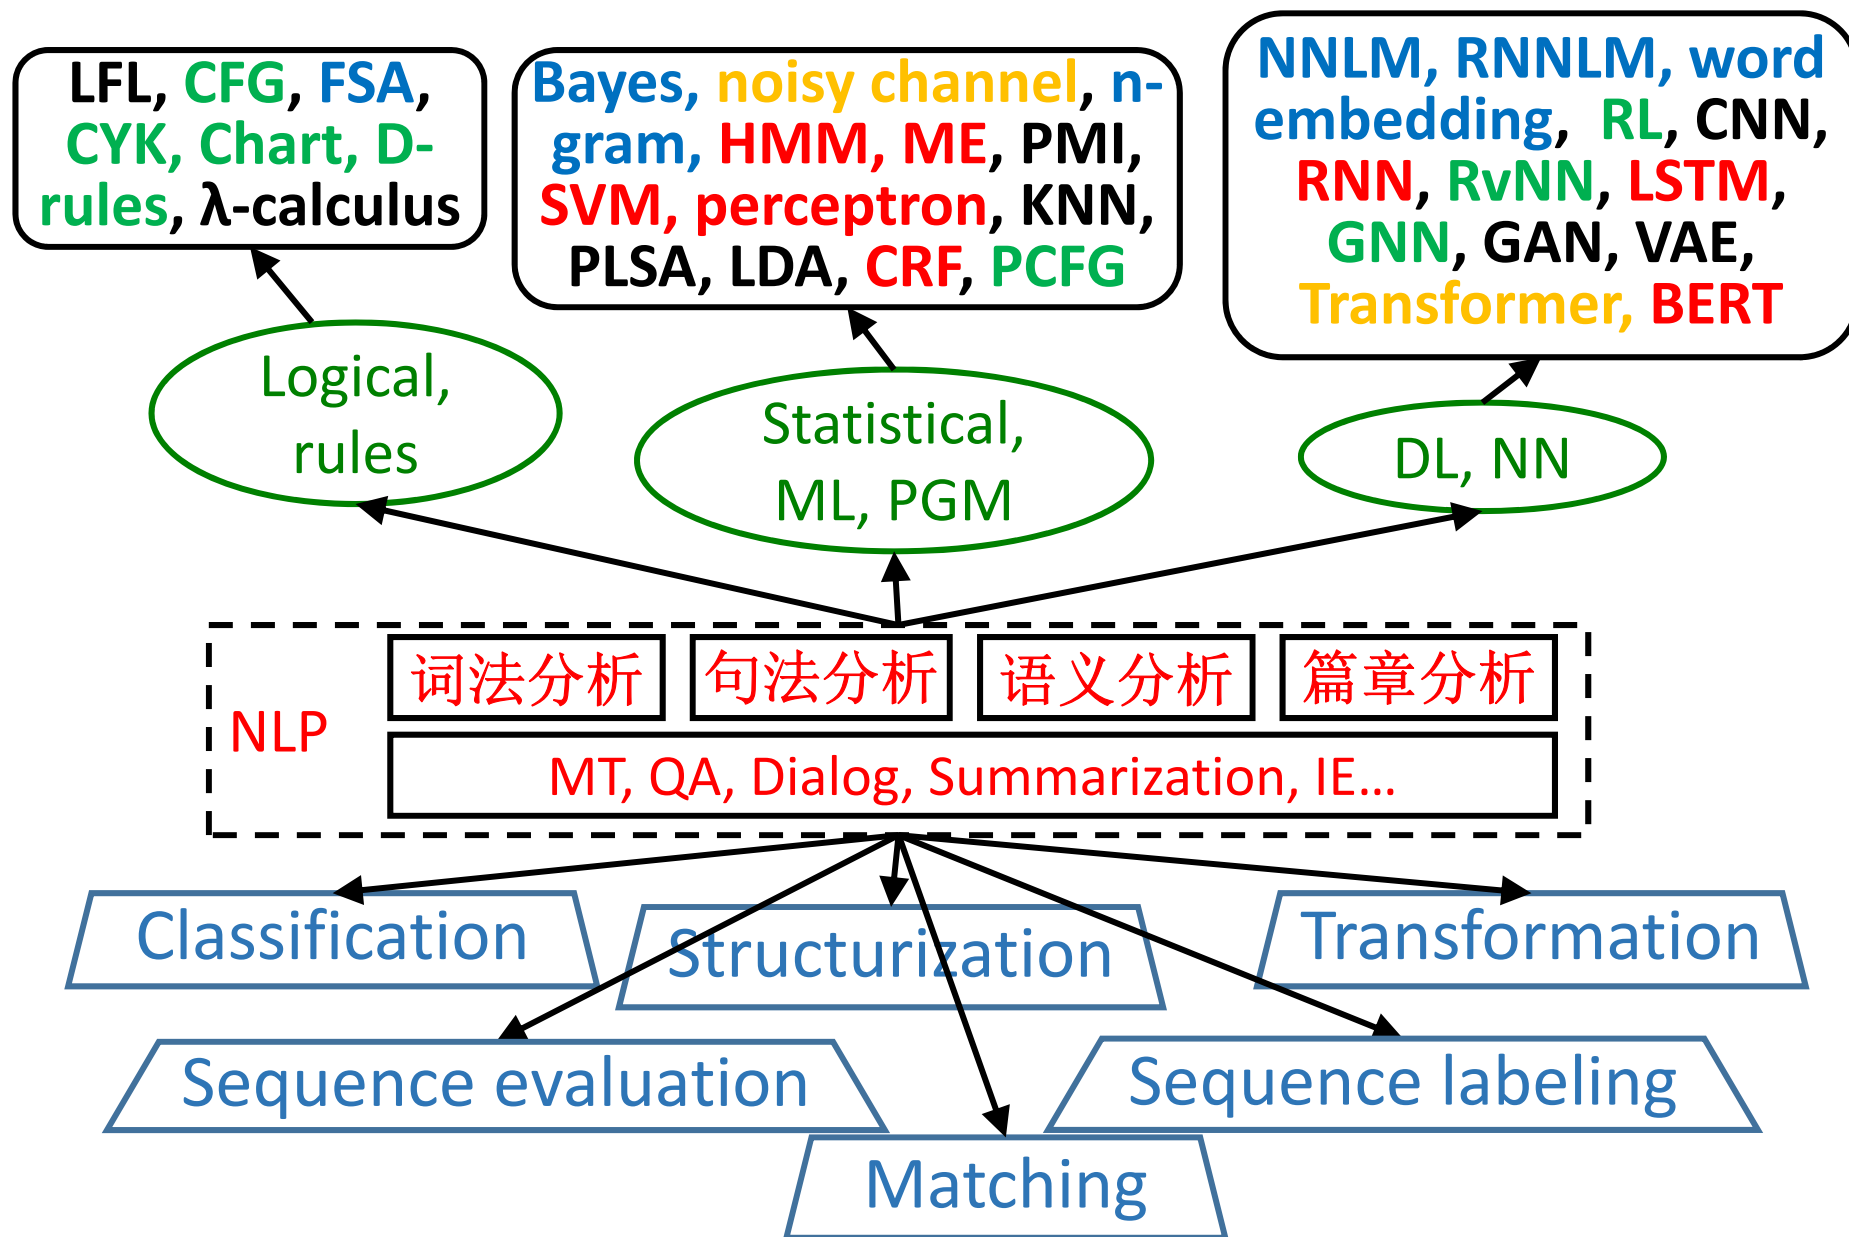 LFL, CFG, FSA,
CYK, Chart, D-
rules, λ-calculus
Bayes, noisy channel, n-
gram, HMM, ME, PMI,
SVM, perceptron, KNN,
PLSA, LDA, CRF, PCFG
NNLM, RNNLM, word
embedding, RL, CNN,
RNN, RvNN, LSTM,
GNN, GAN, VAE,
Transformer, BERT
Logical,
rules
Statistical,
ML, PGM
DL, NN
NLP
词法分析
句法分析
语义分析
篇章分析
MT, QA, Dialog, Summarization, IE...
Classification
Structurization
Transformation
Sequence evaluation
Sequence labeling
Matching